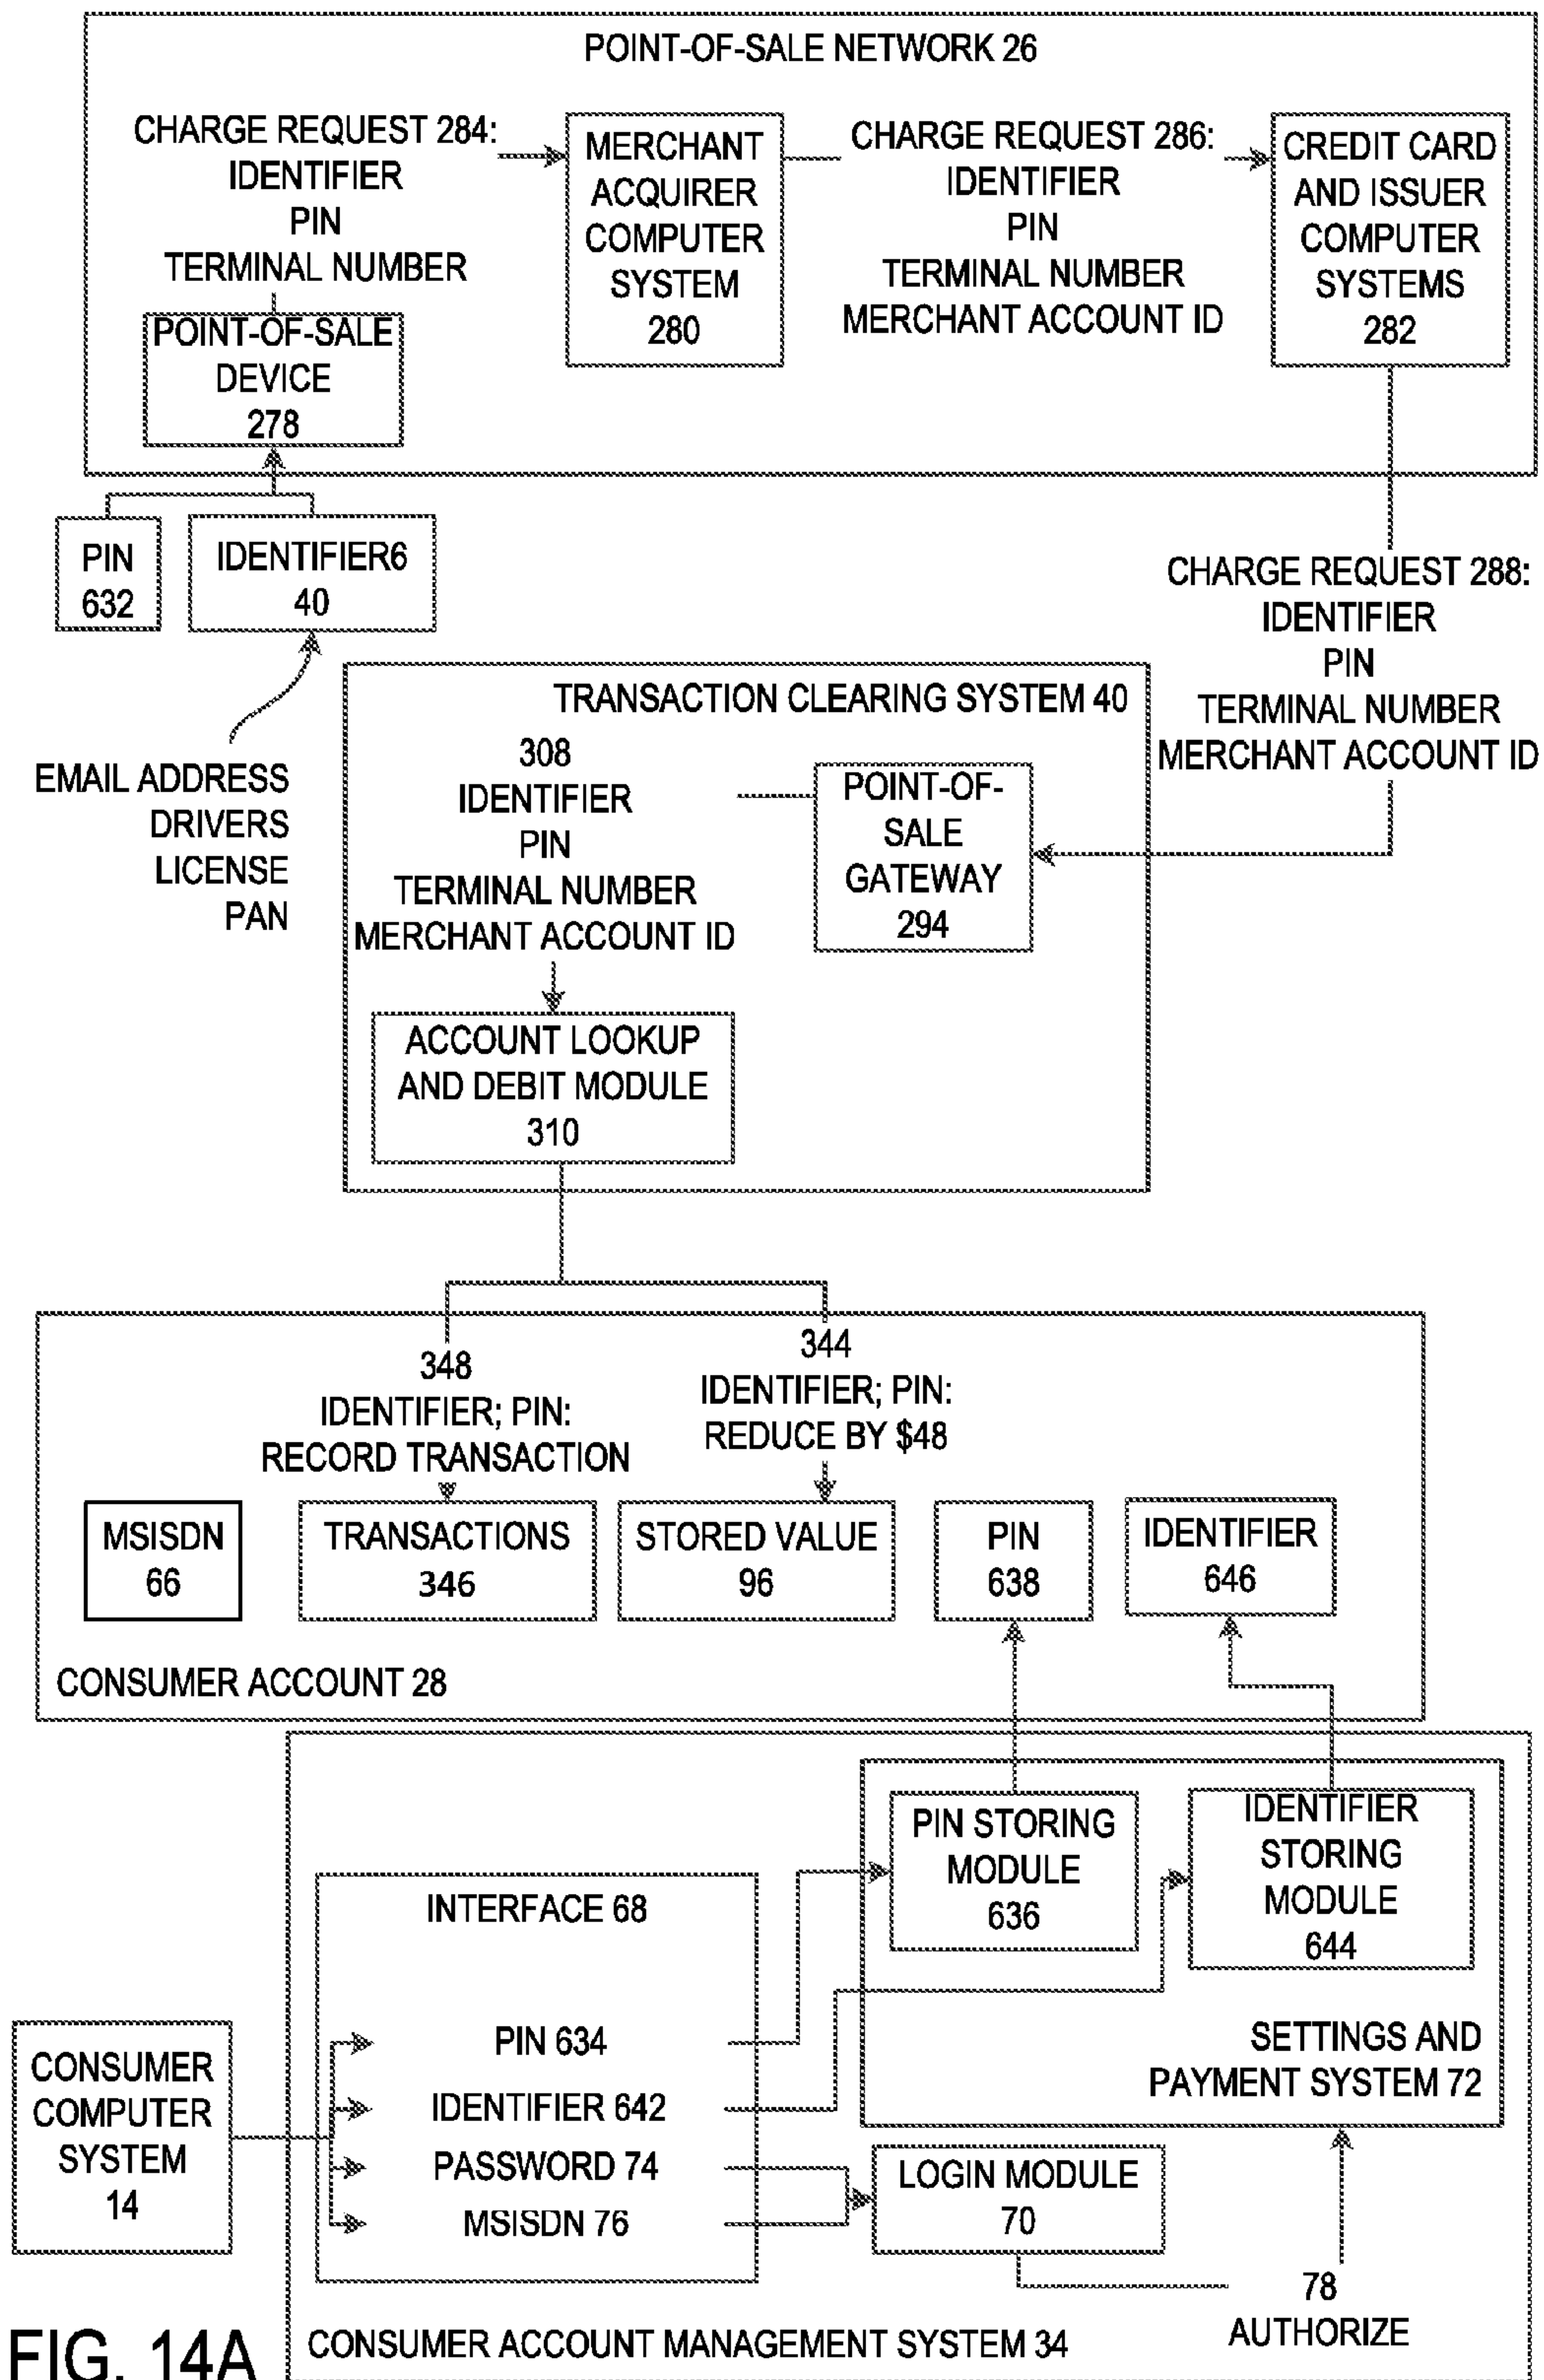 POINT-OF-SALE NETWORK 26
CHARGE REQUEST 284:
IDENTIFIER
PIN
TERMINAL NUMBER
POINT-OF-SALE
DEVICE
278
MERCHANT
ACQUIRER
COMPUTER
SYSTEM
280
CHARGE REQUEST 286:
IDENTIFIER
PIN
TERMINAL NUMBER
MERCHANT ACCOUNT ID
CREDIT CARD
AND ISSUER
COMPUTER
SYSTEMS
282
PIN
632
IDENTIFIER6
40
EMAIL ADDRESS
DRIVERS
LICENSE
PAN
CHARGE REQUEST 288:
IDENTIFIER
PIN
TERMINAL NUMBER
MERCHANT ACCOUNT ID
TRANSACTION CLEARING SYSTEM 40
308
IDENTIFIER
PIN
TERMINAL NUMBER
MERCHANT ACCOUNT ID
POINT-OF-
SALE
GATEWAY
294
ACCOUNT LOOKUP
AND DEBIT MODULE
310
348
IDENTIFIER; PIN:
RECORD TRANSACTION
344
IDENTIFIER; PIN:
REDUCE BY $48
MSISDN
66
TRANSACTIONS
346
STORED VALUE
96
PIN
638
IDENTIFIER
646
CONSUMER ACCOUNT 28
PIN STORING
MODULE
636
IDENTIFIER
STORING
MODULE
644
SETTINGS AND
PAYMENT SYSTEM 72
INTERFACE 68
PIN 634
IDENTIFIER 642
PASSWORD 74
MSISDN 76
CONSUMER
COMPUTER
SYSTEM
14
LOGIN MODULE
70
78
AUTHORIZE
CONSUMER ACCOUNT MANAGEMENT SYSTEM 34
FIG. 14A